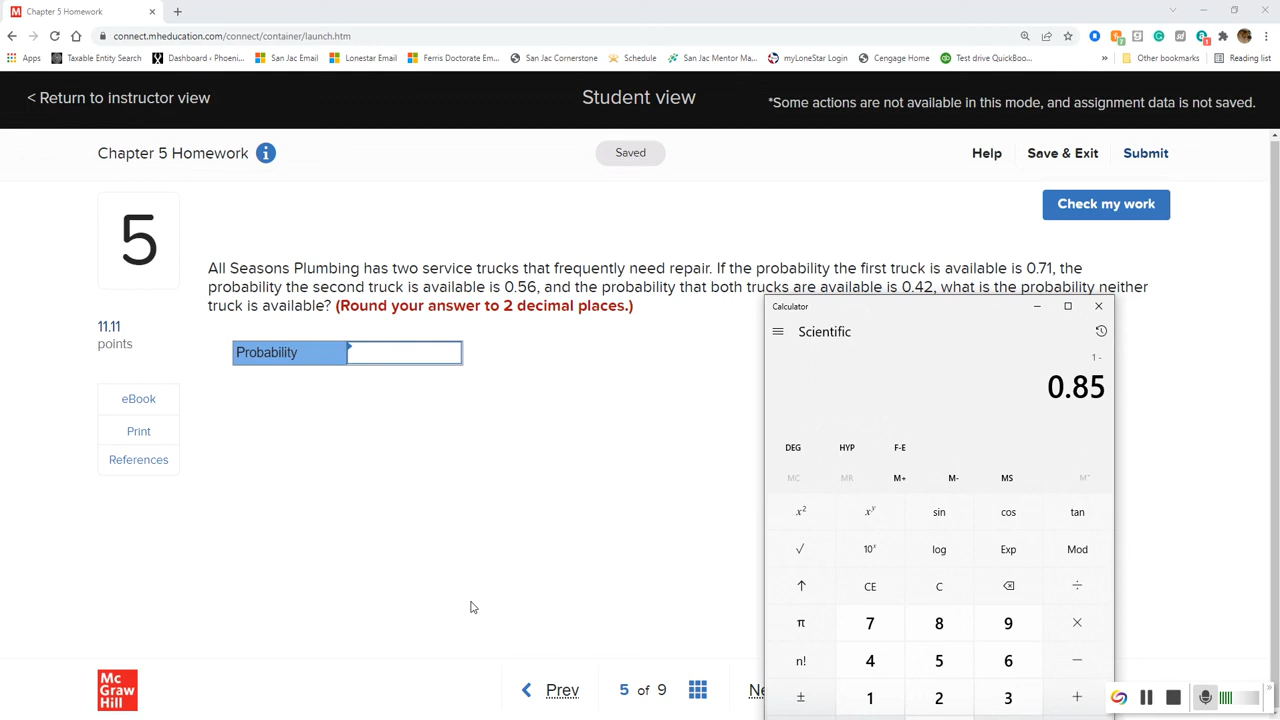 Chapter 5 Homework
connect.mheducation.com/connect/container/launch.htm
Apps Taxable Entity Search Dashboard ‹ Phoeni... San Jac Email Lonestar Email Ferris Doctorate Em... San Jac Cornerstone Schedule San Jac Mentor Ma... myLoneStar Login Cengage Home Test drive QuickBoo... » Other bookmarks Reading list
< Return to instructor view Student view *Some actions are not available in this mode, and assignment data is not saved.
Chapter 5 Homework i Saved Help Save & Exit Submit
Check my work
5
All Seasons Plumbing has two service trucks that frequently need repair. If the probability the first truck is available is 0.71, the
probability the second truck is available is 0.56, and the probability that both trucks are available is 0.42, what is the probability neither
truck is available? (Round your answer to 2 decimal places.)
11.11
points
Probability
eBook
Print
References
Calculator
Scientific
1 -
0.85
DEG HYP F-E
MC MR M+ M- MS M˅
x² xʸ sin cos tan
√ 10ˣ log Exp Mod
↑ CE C ÷
π 7 8 9 ×
n! 4 5 6 −
± 1 2 3 +
Mc
Graw
Hill
Prev 5 of 9 Ne